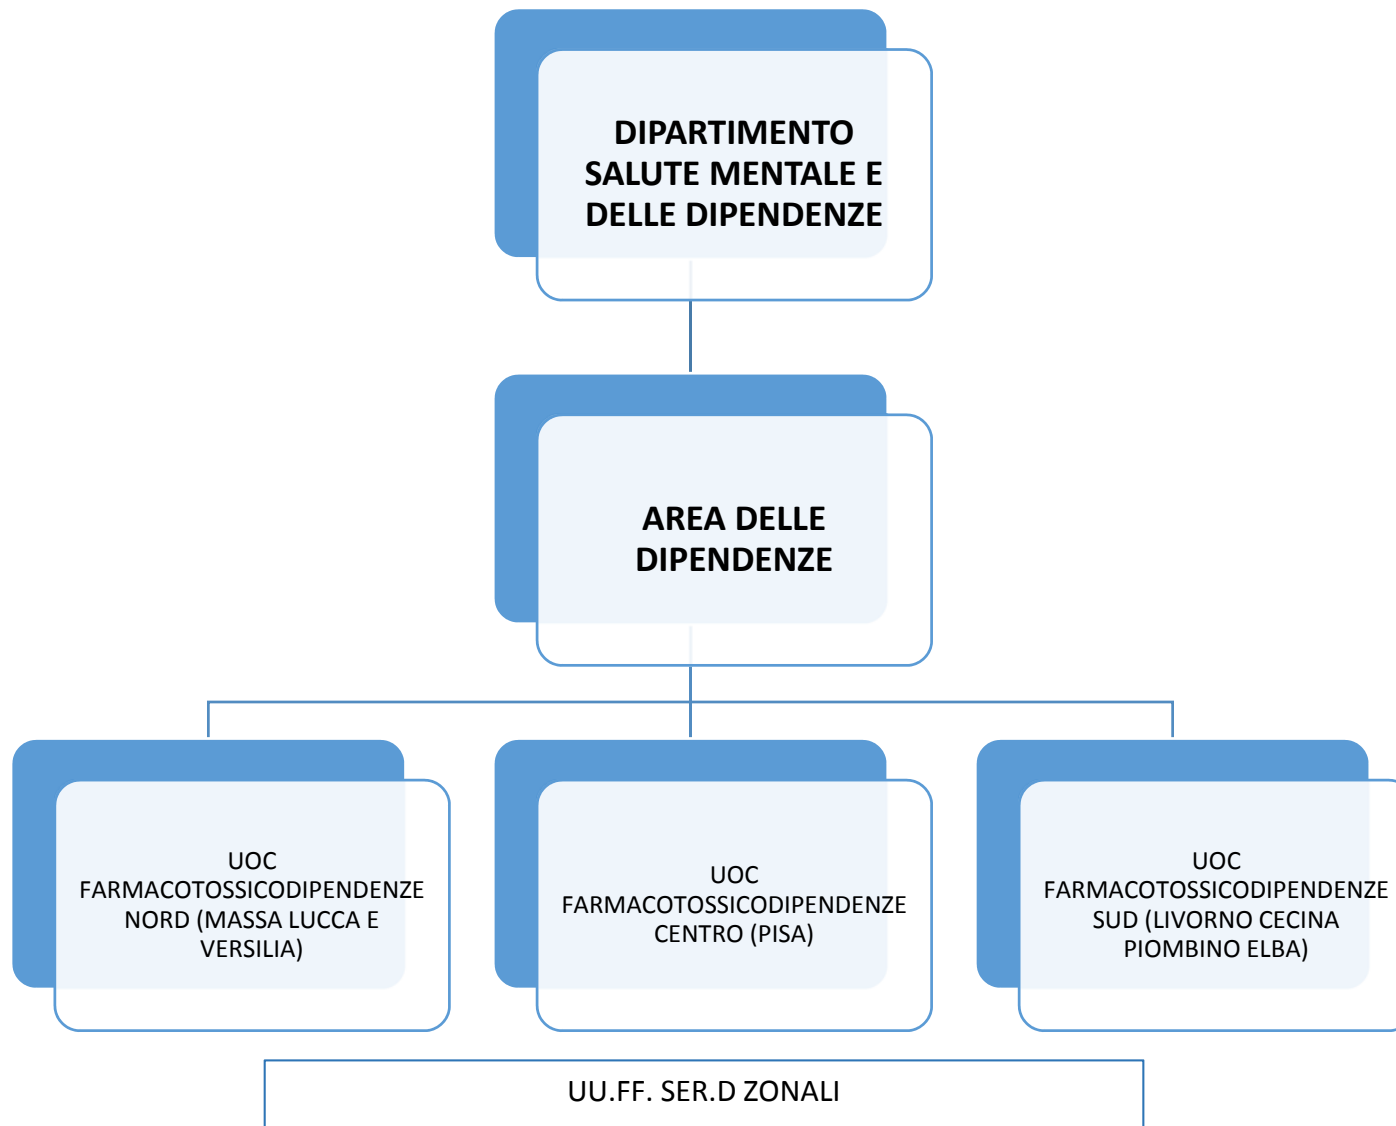 DIPARTIMENTO
SALUTE MENTALE E
DELLE DIPENDENZE
AREA DELLE
DIPENDENZE
UOC
FARMACOTOSSICODIPENDENZE
NORD (MASSA LUCCA E
VERSILIA)
UOC
FARMACOTOSSICODIPENDENZE
CENTRO (PISA)
UOC
FARMACOTOSSICODIPENDENZE
SUD (LIVORNO CECINA
PIOMBINO ELBA)
UU.FF. SER.D ZONALI